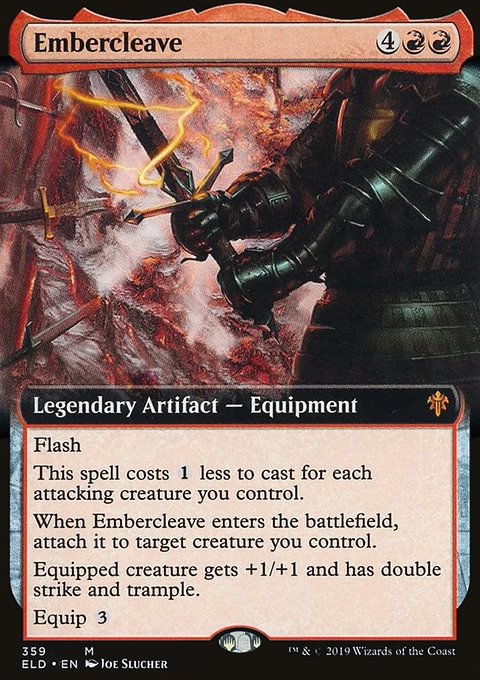 Embercleave 4
Legendary Artifact — Equipment
Flash
This spell costs 1 less to cast for each
attacking creature you control.
When Embercleave enters the battlefield,
attach it to target creature you control.
Equipped creature gets +1/+1 and has double
strike and trample.
Equip 3
359 M
ELD • EN Joe Slucher
™ & © 2019 Wizards of the Coast